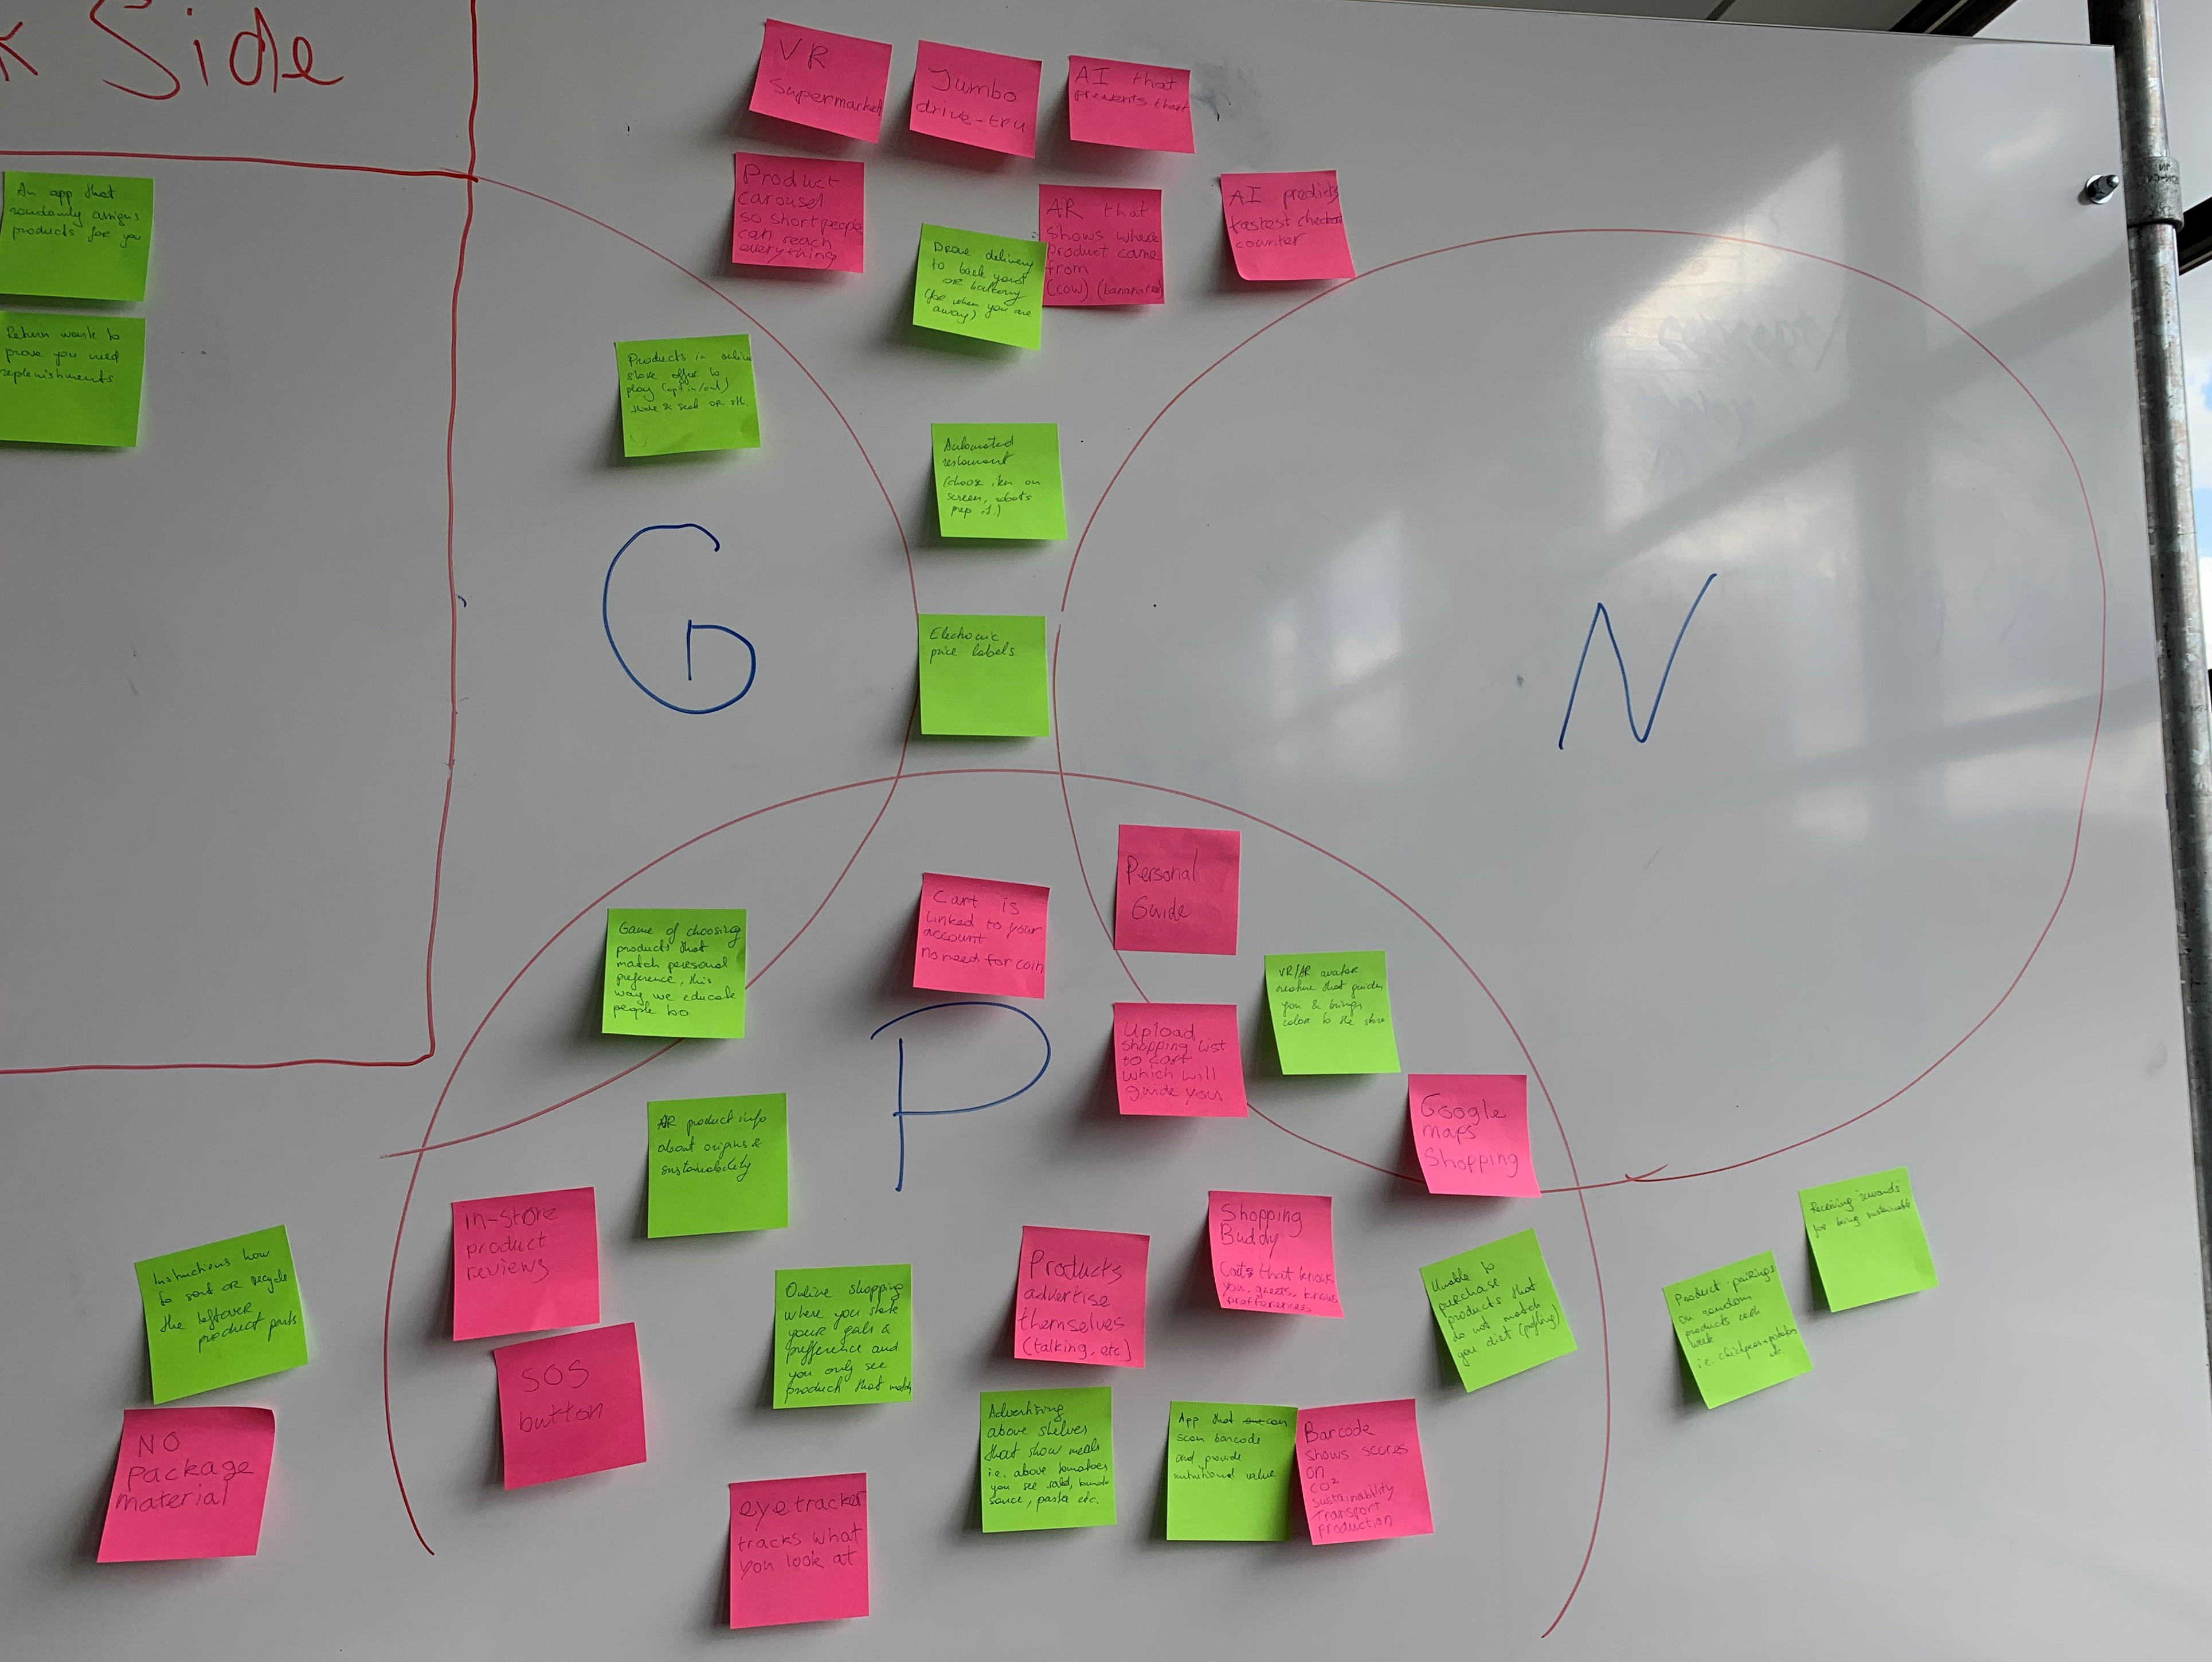 k Side
An app that
randomly assigns
products for you
Return waste to
prove you need
replenishments
VR
Supermarket
Jumbo
drive-tru
AI that
prevents theft
Product
carousel
so short people
can reach
everything
Drone delivery
to back yard
OR balcony
(for when you are
away)
AR that
shows where
product came
from
(cow) (banana tree)
AI predicts
fastest checkout
counter
Products in online
store offer to
play (opt in/out)
hide & seek OR sth.
Automated
restaurant
(choose item on
screen, robots
prep it)
G
Electronic
price labels
N
Game of choosing
products that
match personal
preference, this
way we educate
people too
Cart is
linked to your
account
no need for coin
Personal
Guide
VR/AR avatar
creature that guides
you & brings
color to the store
P
Upload
shopping list
to cart
which will
guide you
Google
maps
Shopping
AR product info
about origins &
sustainability
In-store
product
reviews
SOS
button
Instructions how
to sort OR recycle
the leftover
product parts
NO
Package
material
Online shopping
where you state
your goals &
preference and
you only see
product that match
Products
advertise
themselves
(talking, etc)
Shopping
Buddy
Carts that knows
you, greets, knows
prefferences
Unable to
purchase
products that
do not match
you diet (profiling)
Product pairings
on random
products each
week
i.e. chickpeas + potatoes
etc.
Receiving rewards
for being sustainable
eyetracker
tracks what
you look at
Advertising
above shelves
that show meals
i.e. above tomatoes
you see salad, tomato
sauce, pasta etc.
App that can
scan barcode
and provide
nutritional value
Barcode
shows scores
on
CO²
sustainability
Transport
production